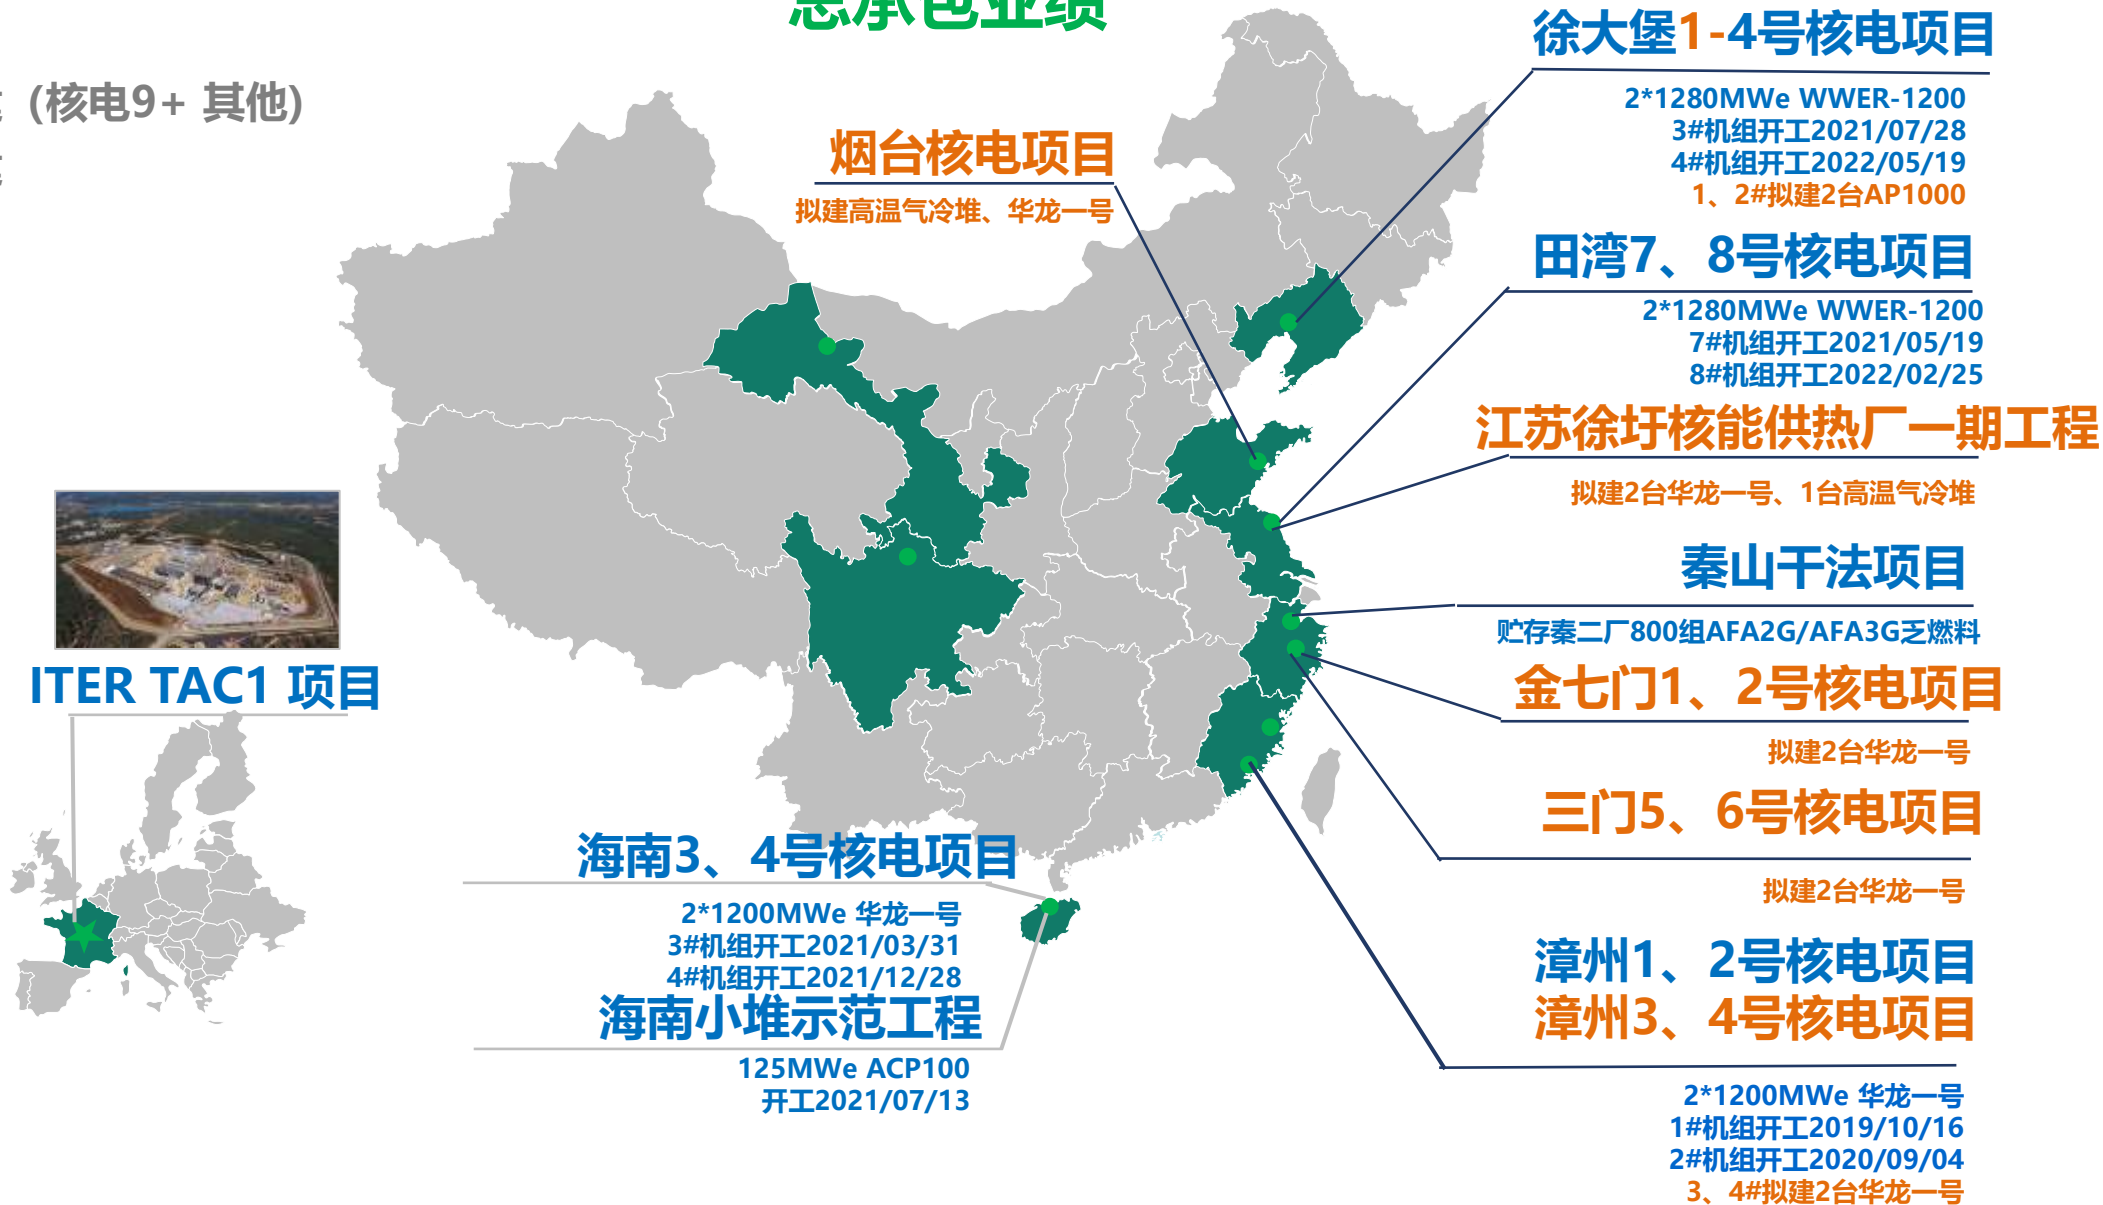 总承包业绩
(核电9+ 其他)
烟台核电项目
拟建高温气冷堆、华龙一号
徐大堡1-4号核电项目
2*1280MWe WWER-1200
3#机组开工2021/07/28
4#机组开工2022/05/19
1、2#拟建2台AP1000
田湾7、8号核电项目
2*1280MWe WWER-1200
7#机组开工2021/05/19
8#机组开工2022/02/25
江苏徐圩核能供热厂一期工程
拟建2台华龙一号、1台高温气冷堆
秦山干法项目
贮存秦二厂800组AFA2G/AFA3G乏燃料
金七门1、2号核电项目
拟建2台华龙一号
三门5、6号核电项目
拟建2台华龙一号
漳州1、2号核电项目
漳州3、4号核电项目
2*1200MWe 华龙一号
1#机组开工2019/10/16
2#机组开工2020/09/04
3、4#拟建2台华龙一号
ITER TAC1 项目
海南3、4号核电项目
2*1200MWe 华龙一号
3#机组开工2021/03/31
4#机组开工2021/12/28
海南小堆示范工程
125MWe ACP100
开工2021/07/13